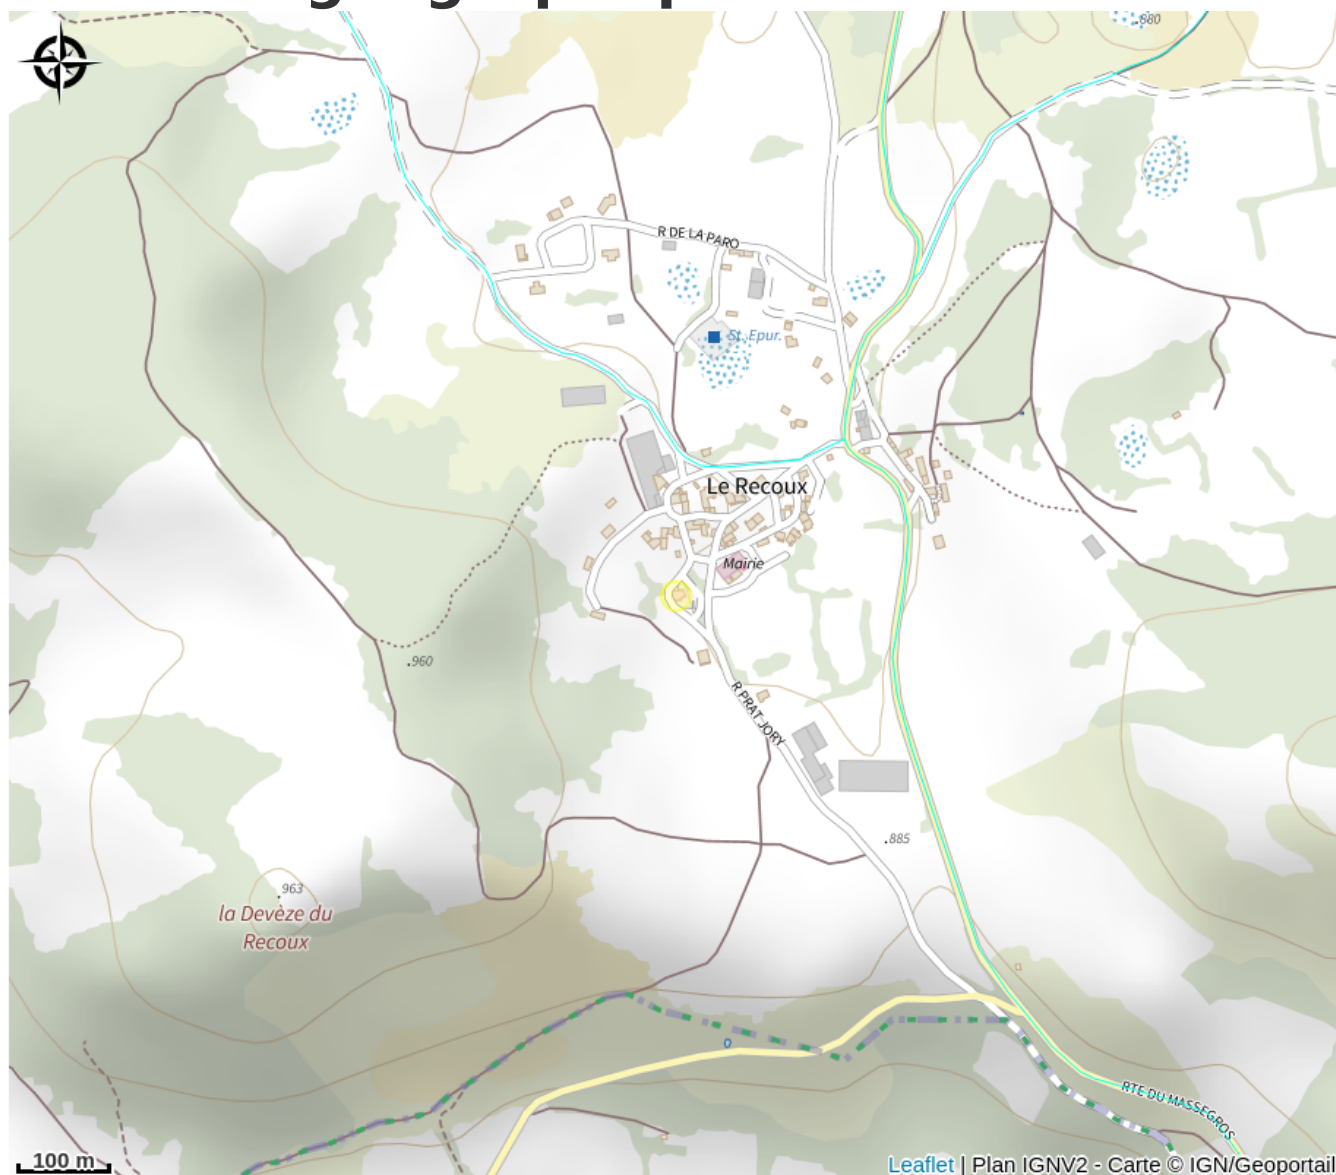 .880
R DE LA PARO
St. Epur.
Le Recoux
Mairie
.960
R PRAT JORY
.885
963
la Devèze du
Recoux
RTE DU MASSEGROS
100 m
Leaflet | Plan IGNV2 - Carte © IGN/Geoportail